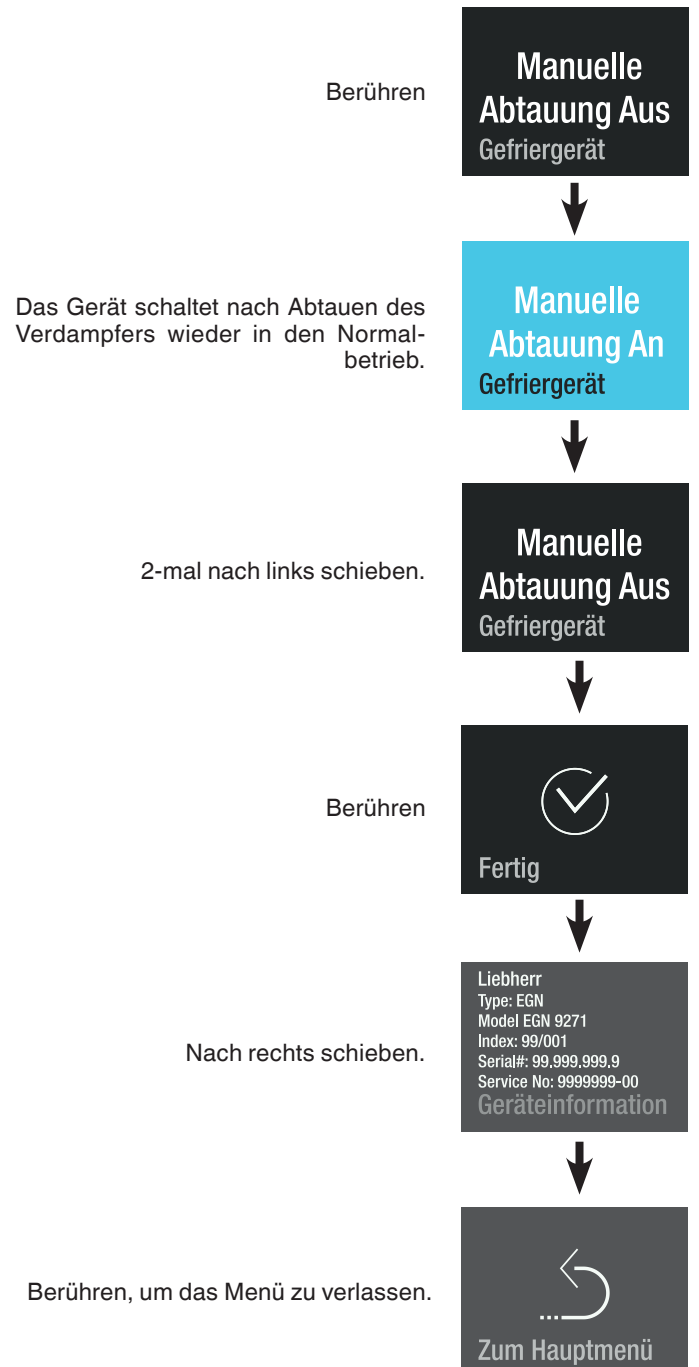 Berühren
Manuelle
Abtauung Aus
Gefriergerät
Das Gerät schaltet nach Abtauen des
Verdampfers wieder in den Normal-
betrieb.
Manuelle
Abtauung An
Gefriergerät
2-mal nach links schieben.
Manuelle
Abtauung Aus
Gefriergerät
Berühren
Fertig
Nach rechts schieben.
Liebherr
Type: EGN
Model EGN 9271
Index: 99/001
Serial#: 99.999.999.9
Service No: 9999999-00
Geräteinformation
Berühren, um das Menü zu verlassen.
Zum Hauptmenü